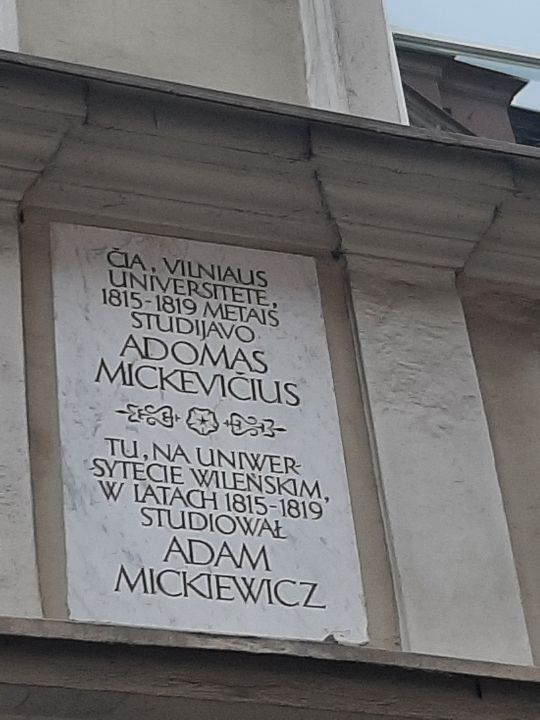 ČIA, VILNIAUS
UNIVERSITETE,
1815-1819 METAIS
STUDIJAVO
ADOMAS
MICKEVIČIUS
TU, NA UNIWER-
SYTECIE WILEŃSKIM,
W LATACH 1815-1819
STUDIOWAŁ
ADAM
MICKIEWICZ